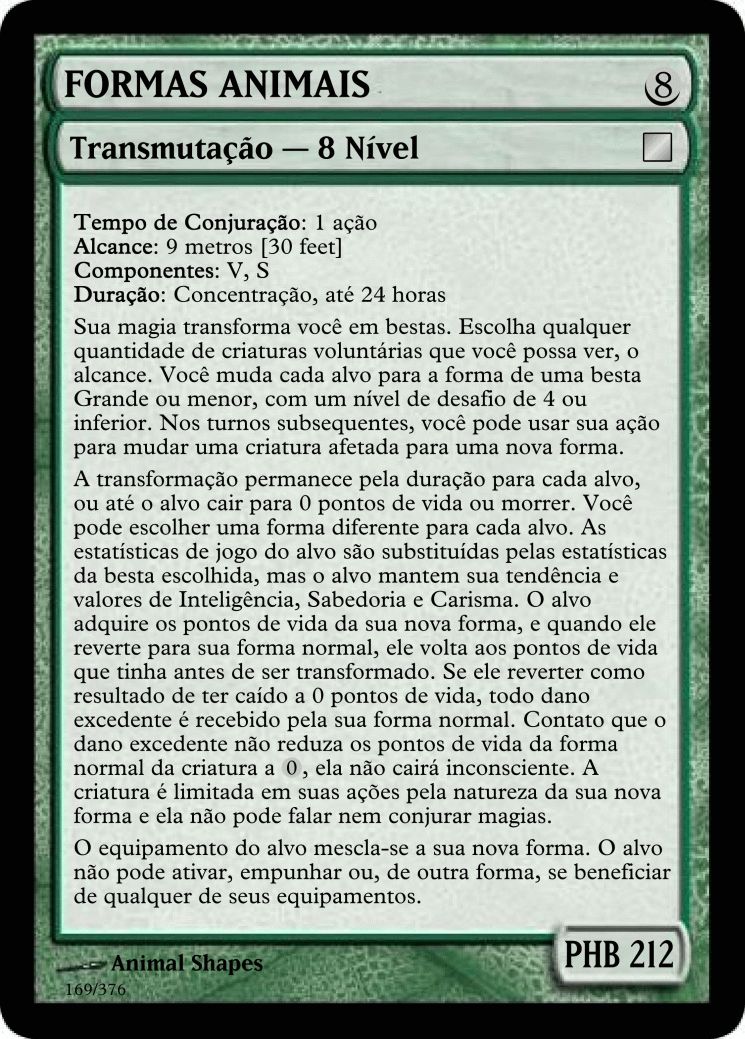 FORMAS ANIMAIS
8
Transmutação — 8 Nível
Tempo de Conjuração: 1 ação
Alcance: 9 metros [30 feet]
Componentes: V, S
Duração: Concentração, até 24 horas
Sua magia transforma você em bestas. Escolha qualquer
quantidade de criaturas voluntárias que você possa ver, o
alcance. Você muda cada alvo para a forma de uma besta
Grande ou menor, com um nível de desafio de 4 ou
inferior. Nos turnos subsequentes, você pode usar sua ação
para mudar uma criatura afetada para uma nova forma.
A transformação permanece pela duração para cada alvo,
ou até o alvo cair para 0 pontos de vida ou morrer. Você
pode escolher uma forma diferente para cada alvo. As
estatísticas de jogo do alvo são substituídas pelas estatísticas
da besta escolhida, mas o alvo mantem sua tendência e
valores de Inteligência, Sabedoria e Carisma. O alvo
adquire os pontos de vida da sua nova forma, e quando ele
reverte para sua forma normal, ele volta aos pontos de vida
que tinha antes de ser transformado. Se ele reverter como
resultado de ter caído a 0 pontos de vida, todo dano
excedente é recebido pela sua forma normal. Contato que o
dano excedente não reduza os pontos de vida da forma
normal da criatura a 0, ela não cairá inconsciente. A
criatura é limitada em suas ações pela natureza da sua nova
forma e ela não pode falar nem conjurar magias.
O equipamento do alvo mescla-se a sua nova forma. O alvo
não pode ativar, empunhar ou, de outra forma, se beneficiar
de qualquer de seus equipamentos.
PHB 212
Animal Shapes
169/376